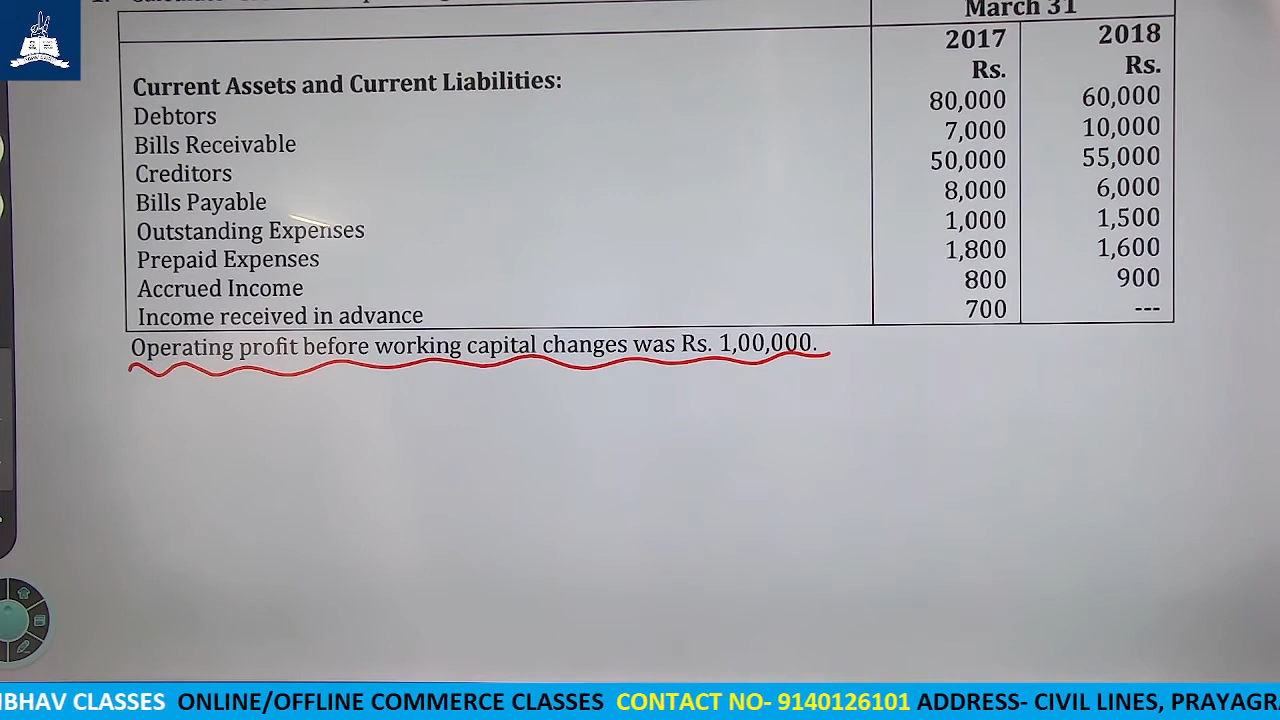 March 31
2017 2018
Rs. Rs.
Current Assets and Current Liabilities:
Debtors 80,000 60,000
Bills Receivable 7,000 10,000
Creditors 50,000 55,000
Bills Payable 8,000 6,000
Outstanding Expenses 1,000 1,500
Prepaid Expenses 1,800 1,600
Accrued Income 800 900
Income received in advance 700 ---
Operating profit before working capital changes was Rs. 1,00,000.
IBHAV CLASSES ONLINE/OFFLINE COMMERCE CLASSES CONTACT NO- 9140126101 ADDRESS- CIVIL LINES, PRAYAGRA